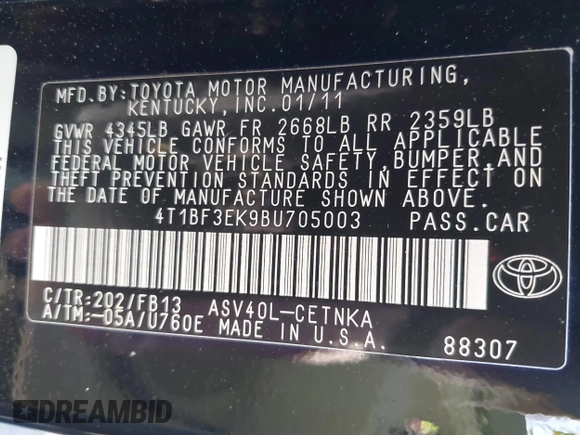 MFD.BY:TOYOTA MOTOR MANUFACTURING,
KENTUCKY,INC.01/11
GVWR 4345LB GAWR FR 2668LB RR 2359LB
THIS VEHICLE CONFORMS TO ALL APPLICABLE
FEDERAL MOTOR VEHICLE SAFETY,BUMPER,AND
THEFT PREVENTION STANDARDS IN EFFECT ON
THE DATE OF MANUFACTURE SHOWN ABOVE.
4T1BF3EK9BU705003 PASS.CAR
C/TR:202/FB13 ASV40L-CETNKA
A/TM:-05A/U760E MADE IN U.S.A.
88307
DREAMBID